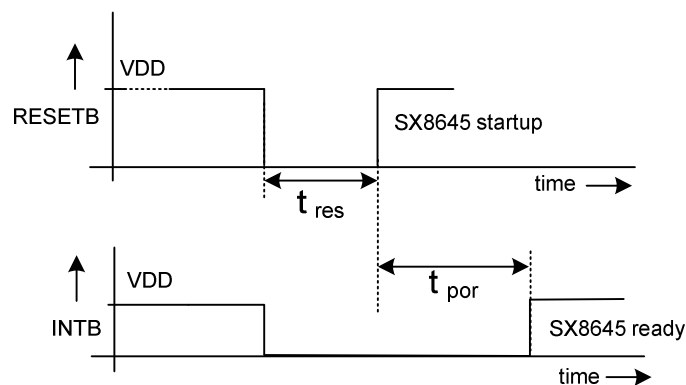 VDD
RESETB
SX8645 startup
time
t res
VDD
t por
INTB
SX8645 ready
time